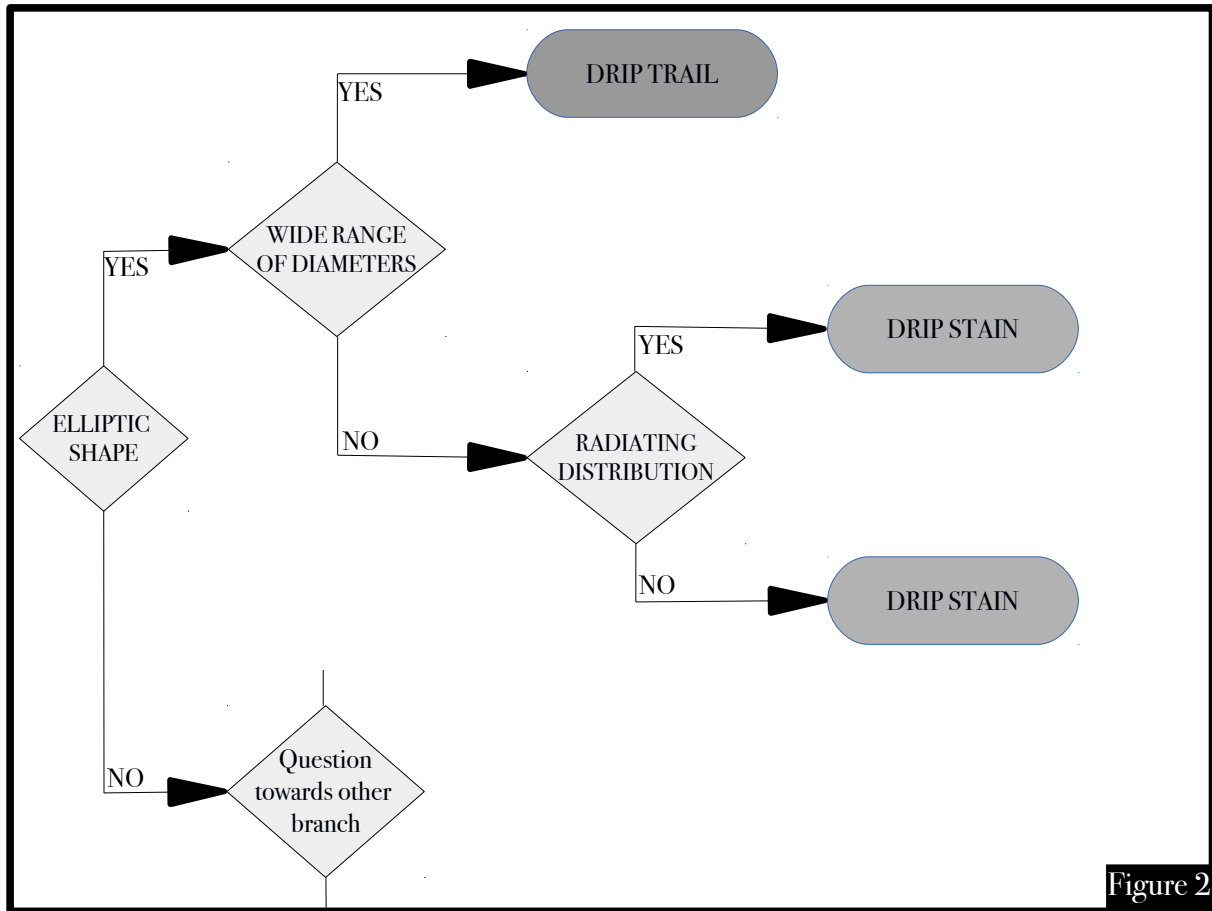 DRIP TRAIL
YES
WIDE RANGE
OF DIAMETERS
YES
DRIP STAIN
YES
ELLIPTIC
SHAPE
NO
RADIATING
DISTRIBUTION
NO
DRIP STAIN
Question
towards other
branch
NO
Figure 2